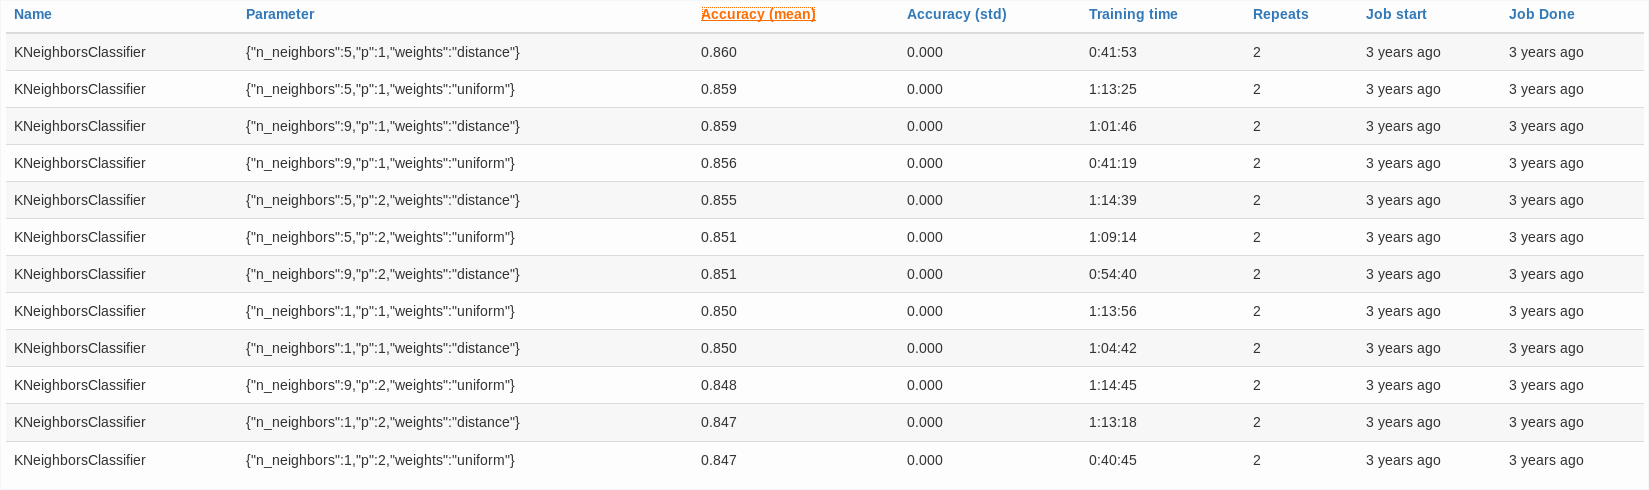 Name Parameter Accuracy (mean) Accuracy (std) Training time Repeats Job start Job Done
KNeighborsClassifier {"n_neighbors":5,"p":1,"weights":"distance"} 0.860 0.000 0:41:53 2 3 years ago 3 years ago
KNeighborsClassifier {"n_neighbors":5,"p":1,"weights":"uniform"} 0.859 0.000 1:13:25 2 3 years ago 3 years ago
KNeighborsClassifier {"n_neighbors":9,"p":1,"weights":"distance"} 0.859 0.000 1:01:46 2 3 years ago 3 years ago
KNeighborsClassifier {"n_neighbors":9,"p":1,"weights":"uniform"} 0.856 0.000 0:41:19 2 3 years ago 3 years ago
KNeighborsClassifier {"n_neighbors":5,"p":2,"weights":"distance"} 0.855 0.000 1:14:39 2 3 years ago 3 years ago
KNeighborsClassifier {"n_neighbors":5,"p":2,"weights":"uniform"} 0.851 0.000 1:09:14 2 3 years ago 3 years ago
KNeighborsClassifier {"n_neighbors":9,"p":2,"weights":"distance"} 0.851 0.000 0:54:40 2 3 years ago 3 years ago
KNeighborsClassifier {"n_neighbors":1,"p":1,"weights":"uniform"} 0.850 0.000 1:13:56 2 3 years ago 3 years ago
KNeighborsClassifier {"n_neighbors":1,"p":1,"weights":"distance"} 0.850 0.000 1:04:42 2 3 years ago 3 years ago
KNeighborsClassifier {"n_neighbors":9,"p":2,"weights":"uniform"} 0.848 0.000 1:14:45 2 3 years ago 3 years ago
KNeighborsClassifier {"n_neighbors":1,"p":2,"weights":"distance"} 0.847 0.000 1:13:18 2 3 years ago 3 years ago
KNeighborsClassifier {"n_neighbors":1,"p":2,"weights":"uniform"} 0.847 0.000 0:40:45 2 3 years ago 3 years ago